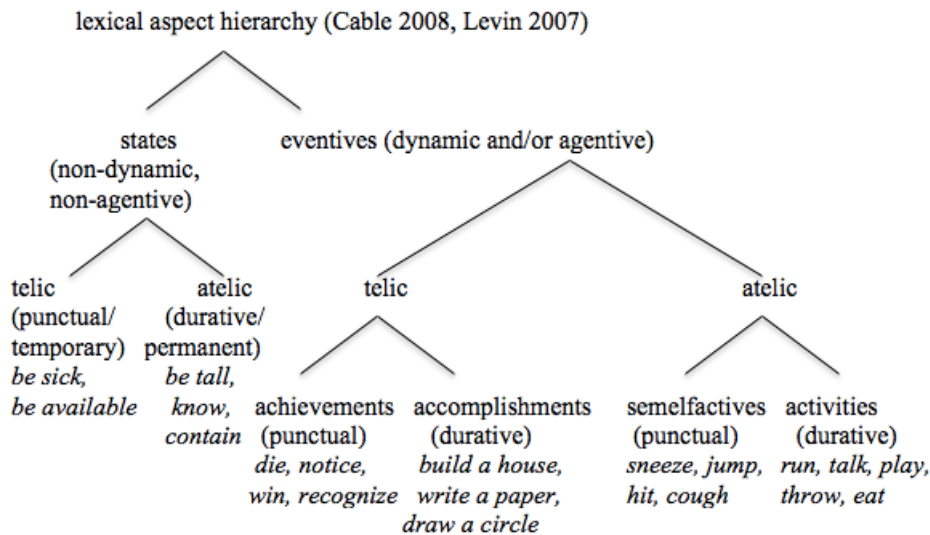 lexical aspect hierarchy (Cable 2008, Levin 2007)
states
(non-dynamic,
non-agentive)
eventives (dynamic and/or agentive)
telic
(punctual/
temporary)
be sick,
be available
atelic
(durative/
permanent)
be tall,
know,
contain
telic
achievements
(punctual)
die, notice,
win, recognize
accomplishments
(durative)
build a house,
write a paper,
draw a circle
atelic
semelfactives
(punctual)
sneeze, jump,
hit, cough
activities
(durative)
run, talk, play,
throw, eat